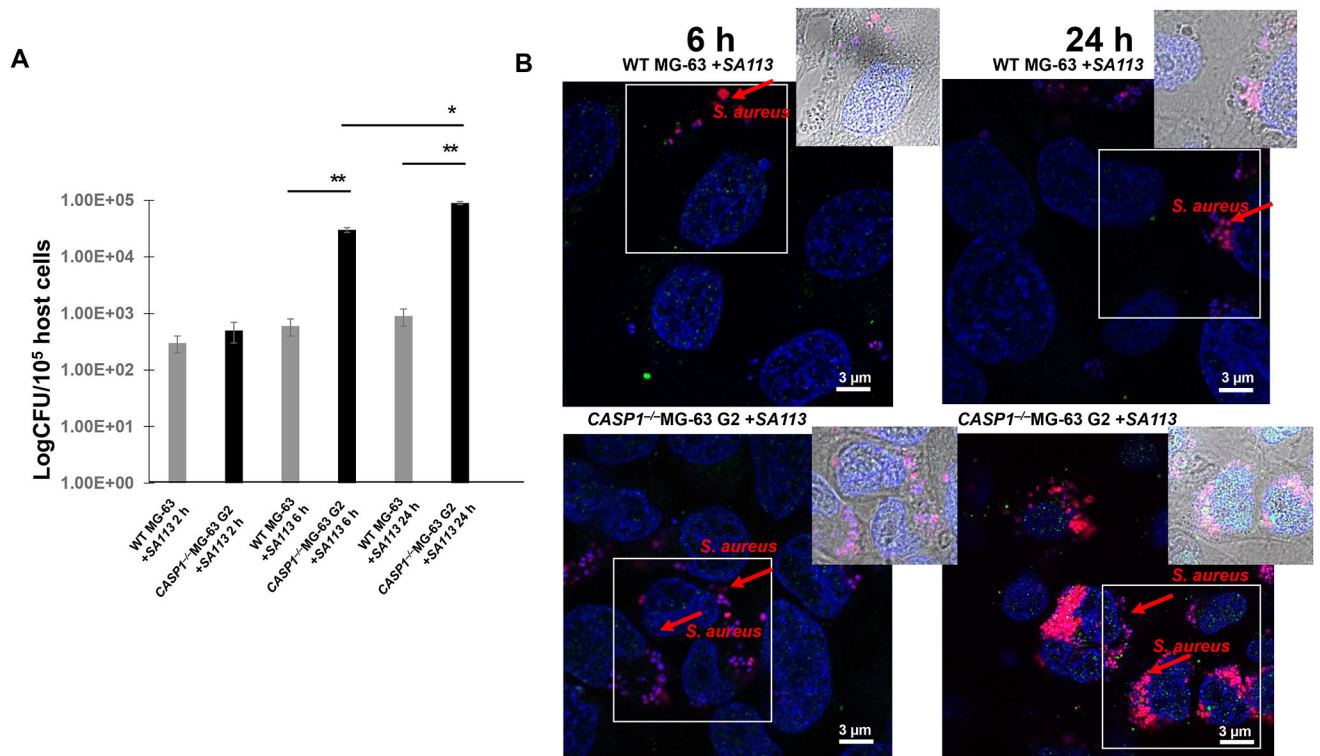 A
LogCFU/10⁵ host cells
1.00E+05
1.00E+04
1.00E+03
1.00E+02
1.00E+01
1.00E+00
*
**
**
WT MG-63
+SA113 2 h
CASP1⁻/⁻MG-63 G2
+SA113 2 h
WT MG-63
+SA113 6 h
CASP1⁻/⁻MG-63 G2
+SA113 6 h
WT MG-63
+SA113 24 h
CASP1⁻/⁻MG-63 G2
+SA113 24 h
B
6 h
WT MG-63 +SA113
S. aureus
3 µm
24 h
WT MG-63 +SA113
S. aureus
3 µm
CASP1⁻/⁻MG-63 G2 +SA113
S. aureus
S. aureus
3 µm
CASP1⁻/⁻MG-63 G2 +SA113
S. aureus
S. aureus
3 µm